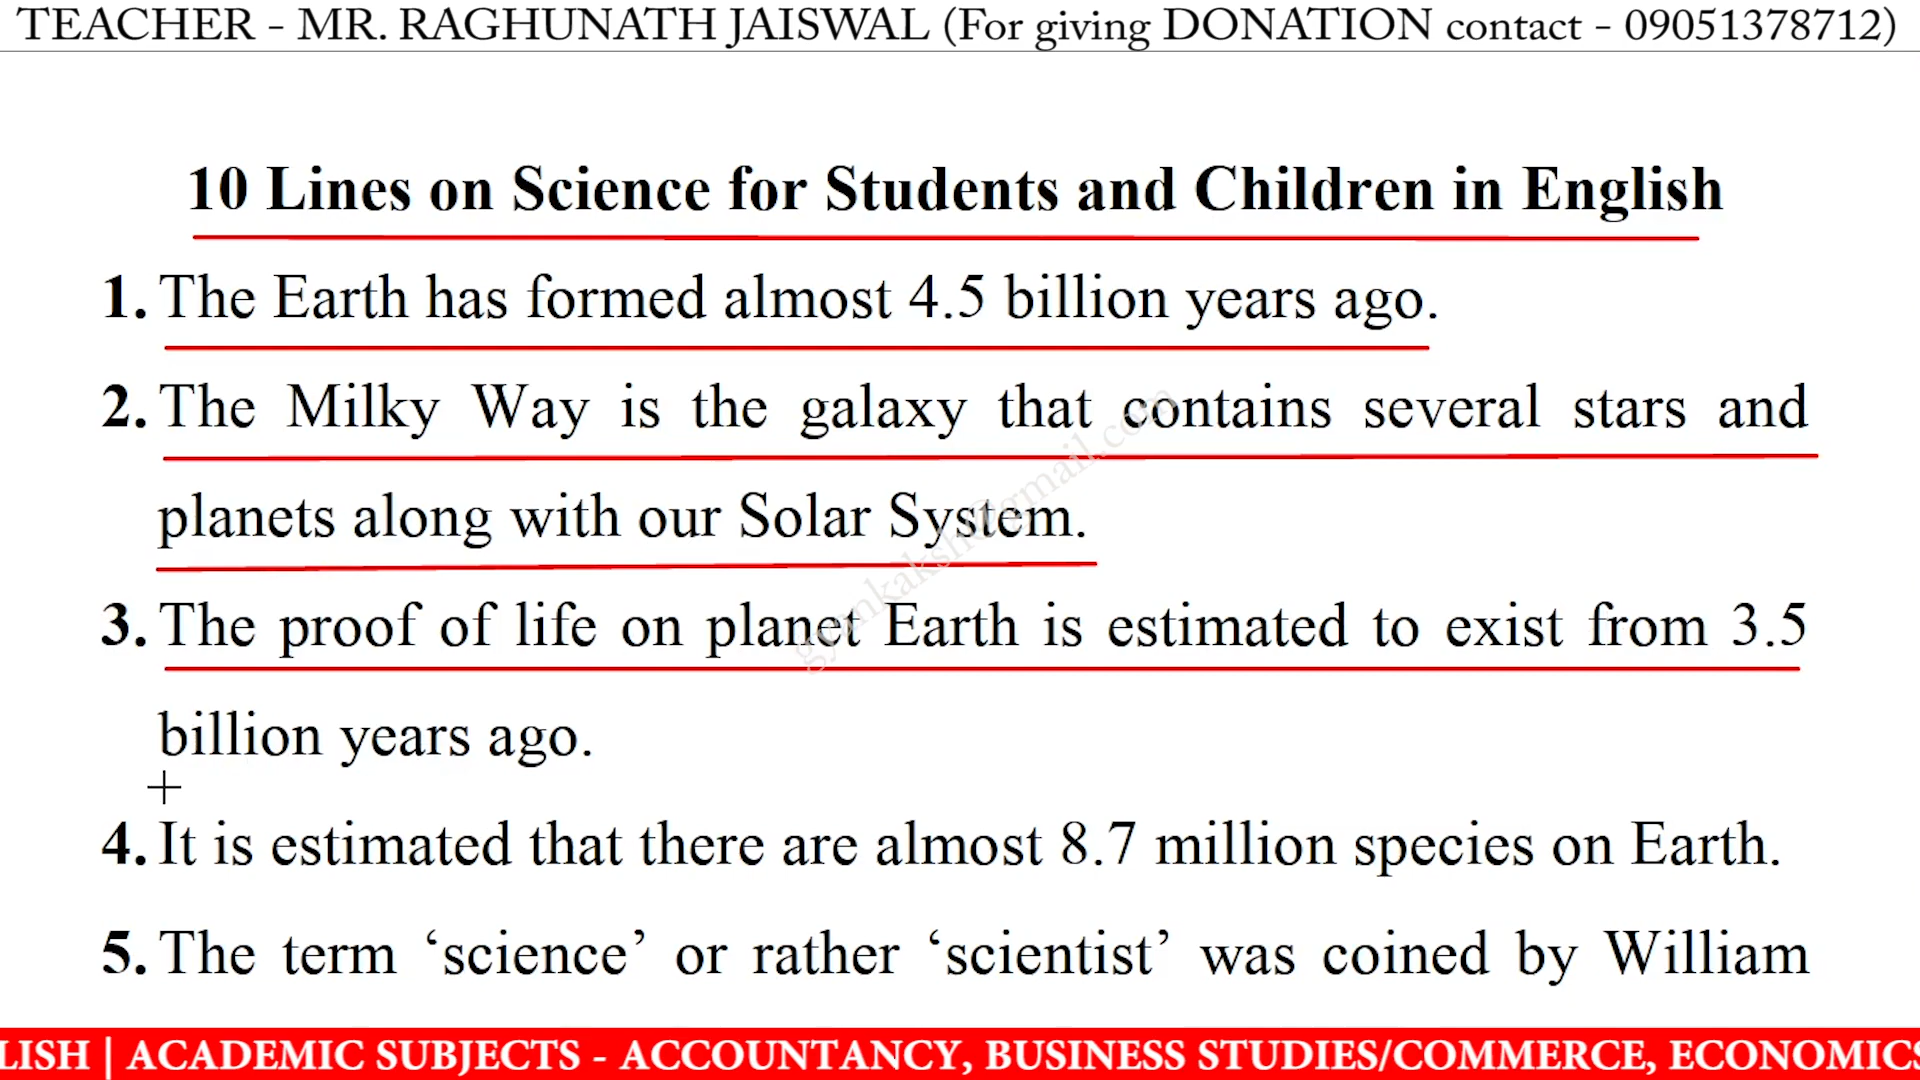 TEACHER - MR. RAGHUNATH JAISWAL (For giving DONATION contact - 09051378712)
10 Lines on Science for Students and Children in English
1. The Earth has formed almost 4.5 billion years ago.
2. The Milky Way is the galaxy that contains several stars and
planets along with our Solar System.
3. The proof of life on planet Earth is estimated to exist from 3.5
billion years ago.
4. It is estimated that there are almost 8.7 million species on Earth.
5. The term ‘science’ or rather ‘scientist’ was coined by William
LISH | ACADEMIC SUBJECTS - ACCOUNTANCY, BUSINESS STUDIES/COMMERCE, ECONOMICS